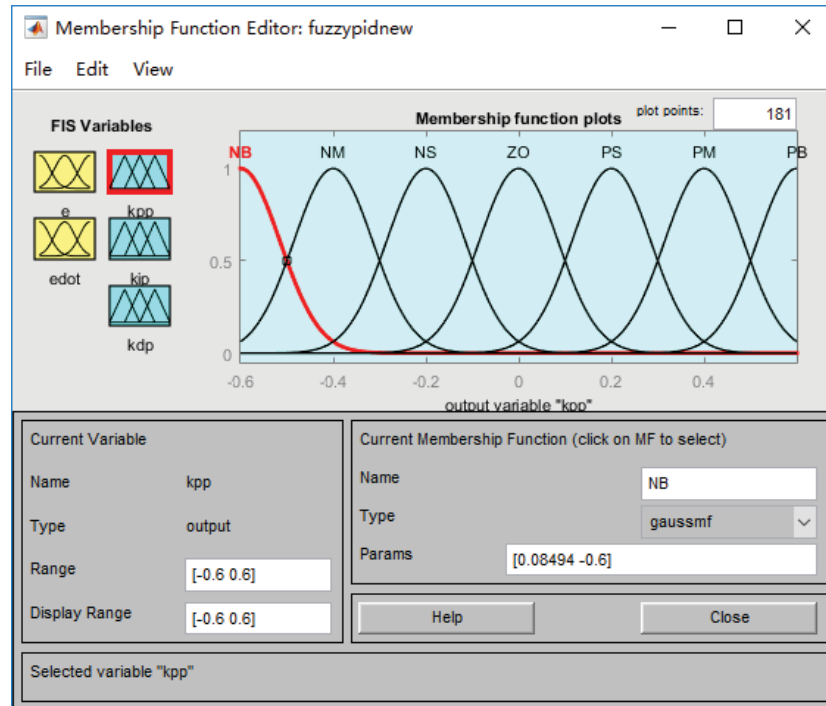 Membership Function Editor: fuzzypidnew
File Edit View
FIS Variables
Membership function plots
plot points: 181
e
kpp
edot
kip
kdp
NB NM NS ZO PS PM PB
1
0.5
0
-0.6 -0.4 -0.2 0 0.2 0.4
output variable "kpp"
Current Variable
Name kpp
Type output
Range [-0.6 0.6]
Display Range [-0.6 0.6]
Current Membership Function (click on MF to select)
Name NB
Type gaussmf
Params [0.08494 -0.6]
Help Close
Selected variable "kpp"